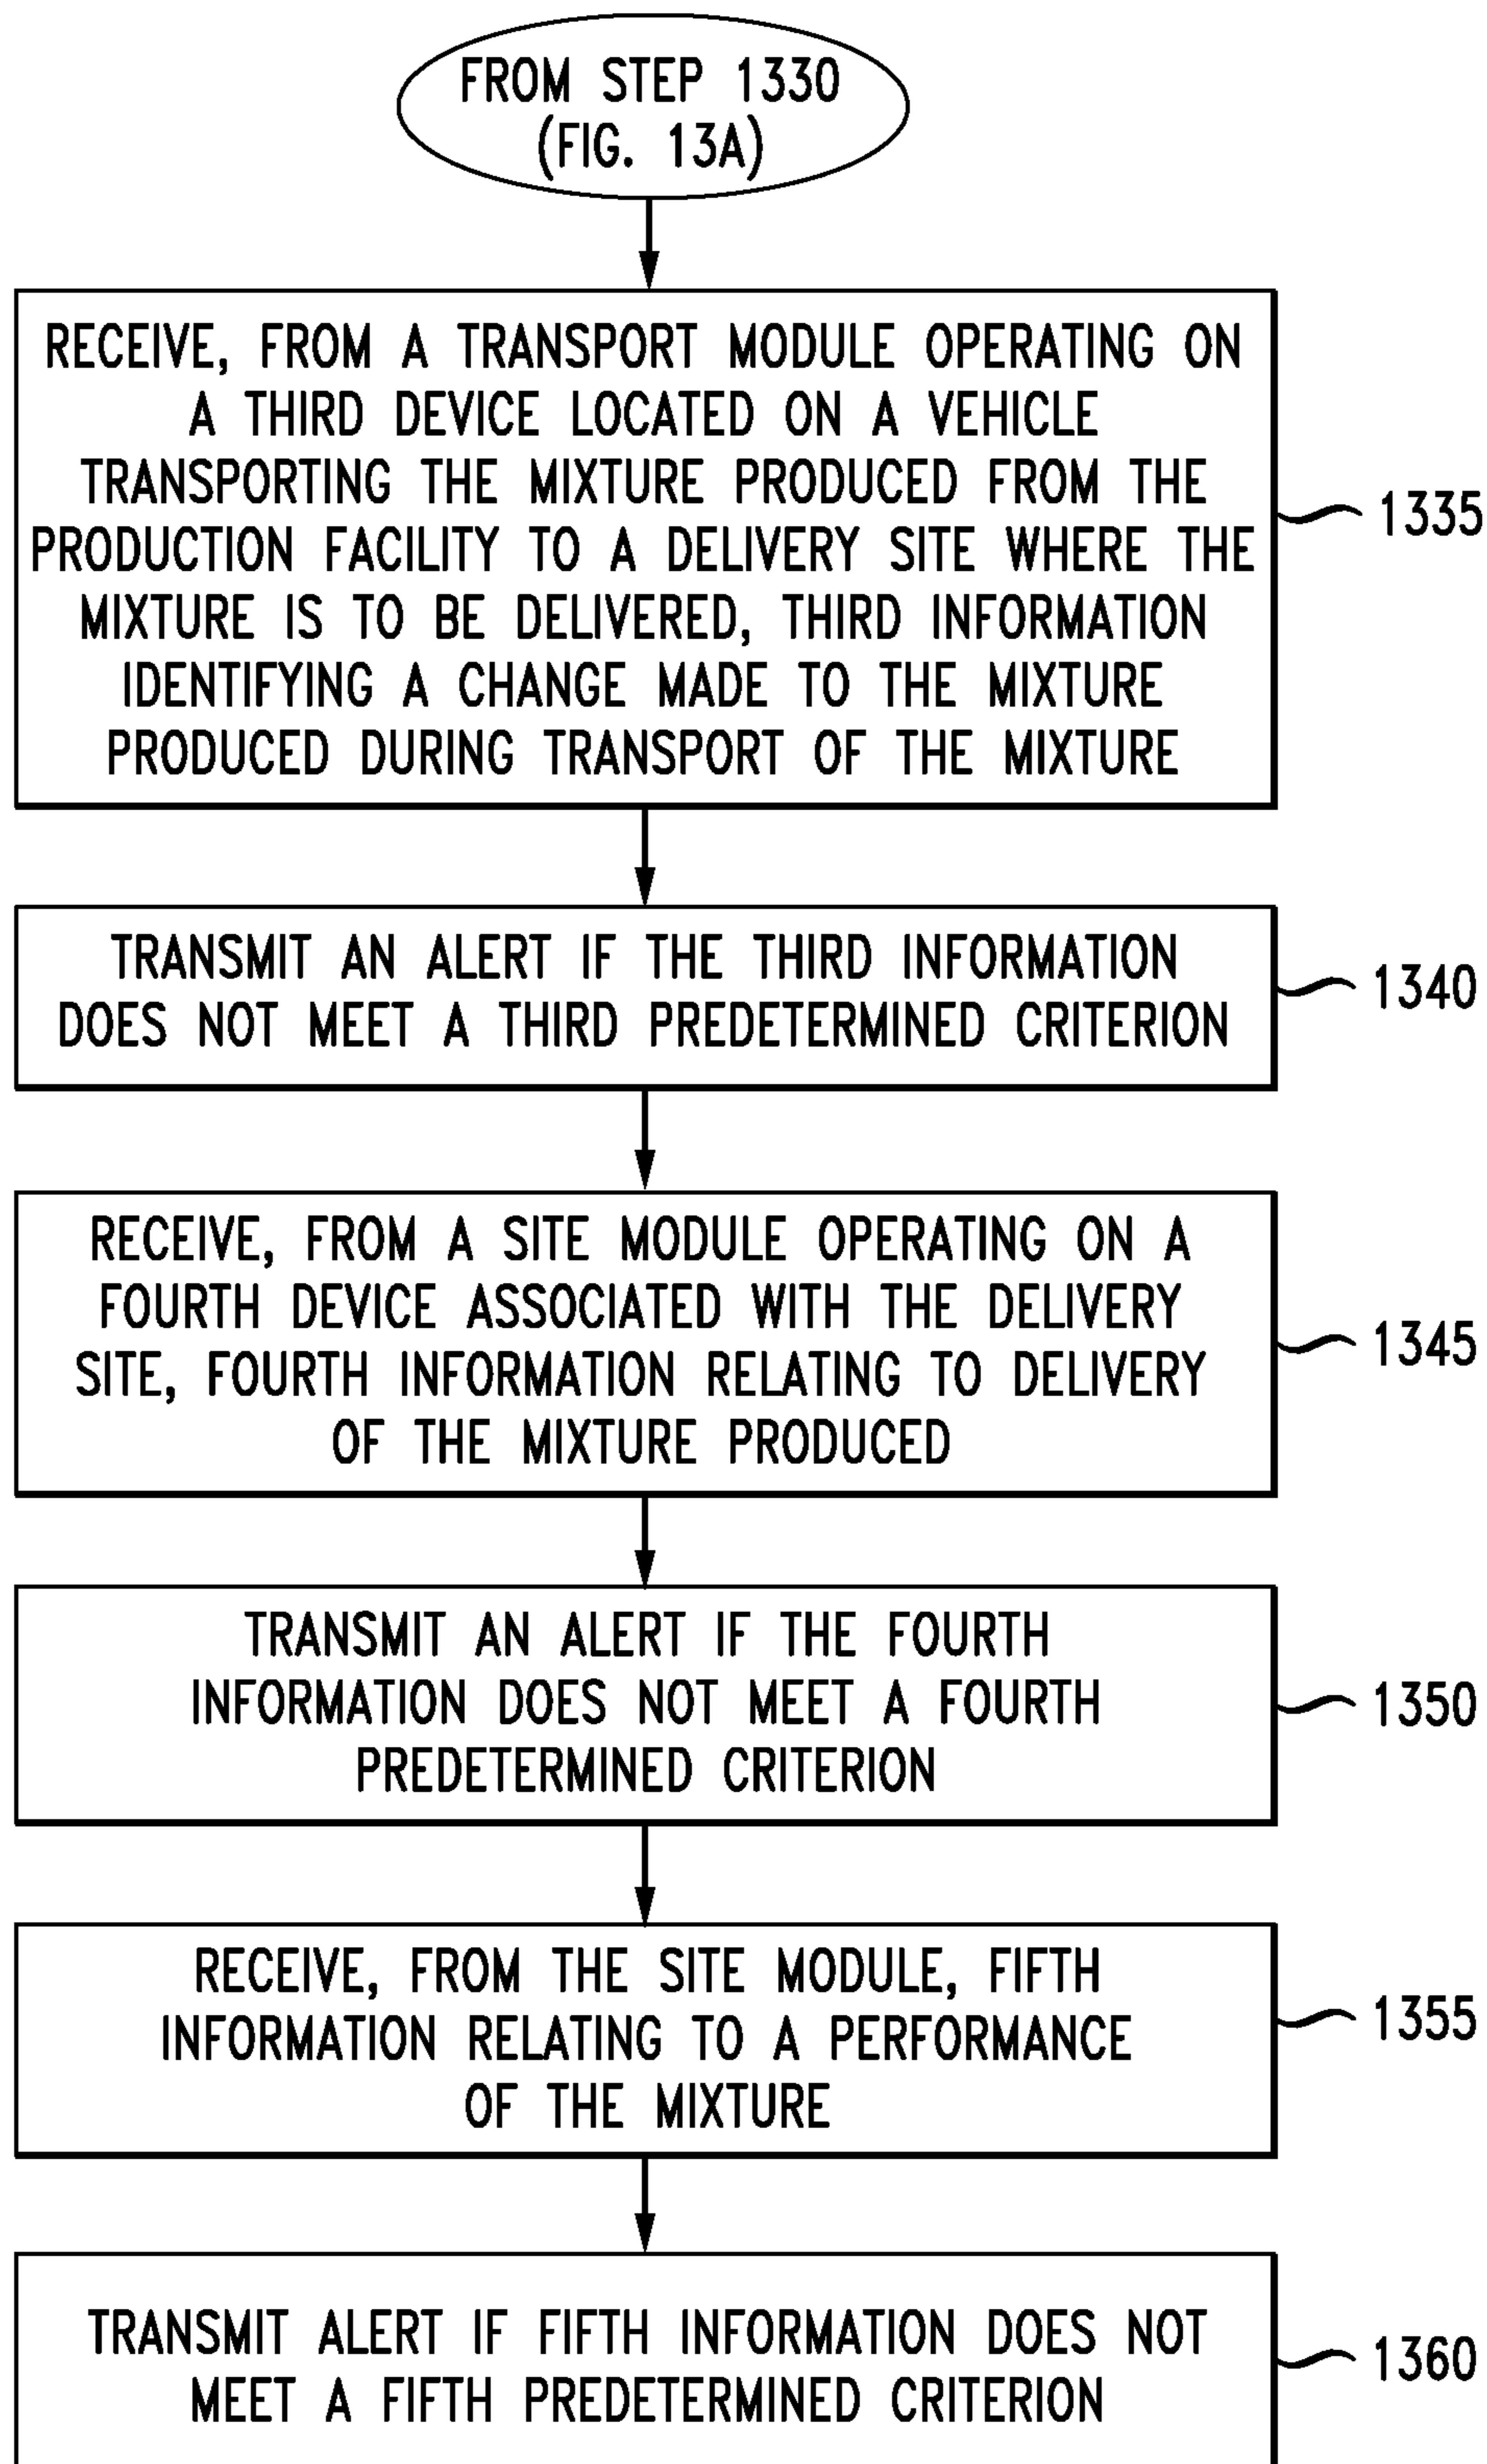 FROM STEP 1330
(FIG. 13A)
RECEIVE, FROM A TRANSPORT MODULE OPERATING ON
A THIRD DEVICE LOCATED ON A VEHICLE
TRANSPORTING THE MIXTURE PRODUCED FROM THE
PRODUCTION FACILITY TO A DELIVERY SITE WHERE THE
MIXTURE IS TO BE DELIVERED, THIRD INFORMATION
IDENTIFYING A CHANGE MADE TO THE MIXTURE
PRODUCED DURING TRANSPORT OF THE MIXTURE
1335
TRANSMIT AN ALERT IF THE THIRD INFORMATION
DOES NOT MEET A THIRD PREDETERMINED CRITERION
1340
RECEIVE, FROM A SITE MODULE OPERATING ON A
FOURTH DEVICE ASSOCIATED WITH THE DELIVERY
SITE, FOURTH INFORMATION RELATING TO DELIVERY
OF THE MIXTURE PRODUCED
1345
TRANSMIT AN ALERT IF THE FOURTH
INFORMATION DOES NOT MEET A FOURTH
PREDETERMINED CRITERION
1350
RECEIVE, FROM THE SITE MODULE, FIFTH
INFORMATION RELATING TO A PERFORMANCE
OF THE MIXTURE
1355
TRANSMIT ALERT IF FIFTH INFORMATION DOES NOT
MEET A FIFTH PREDETERMINED CRITERION
1360